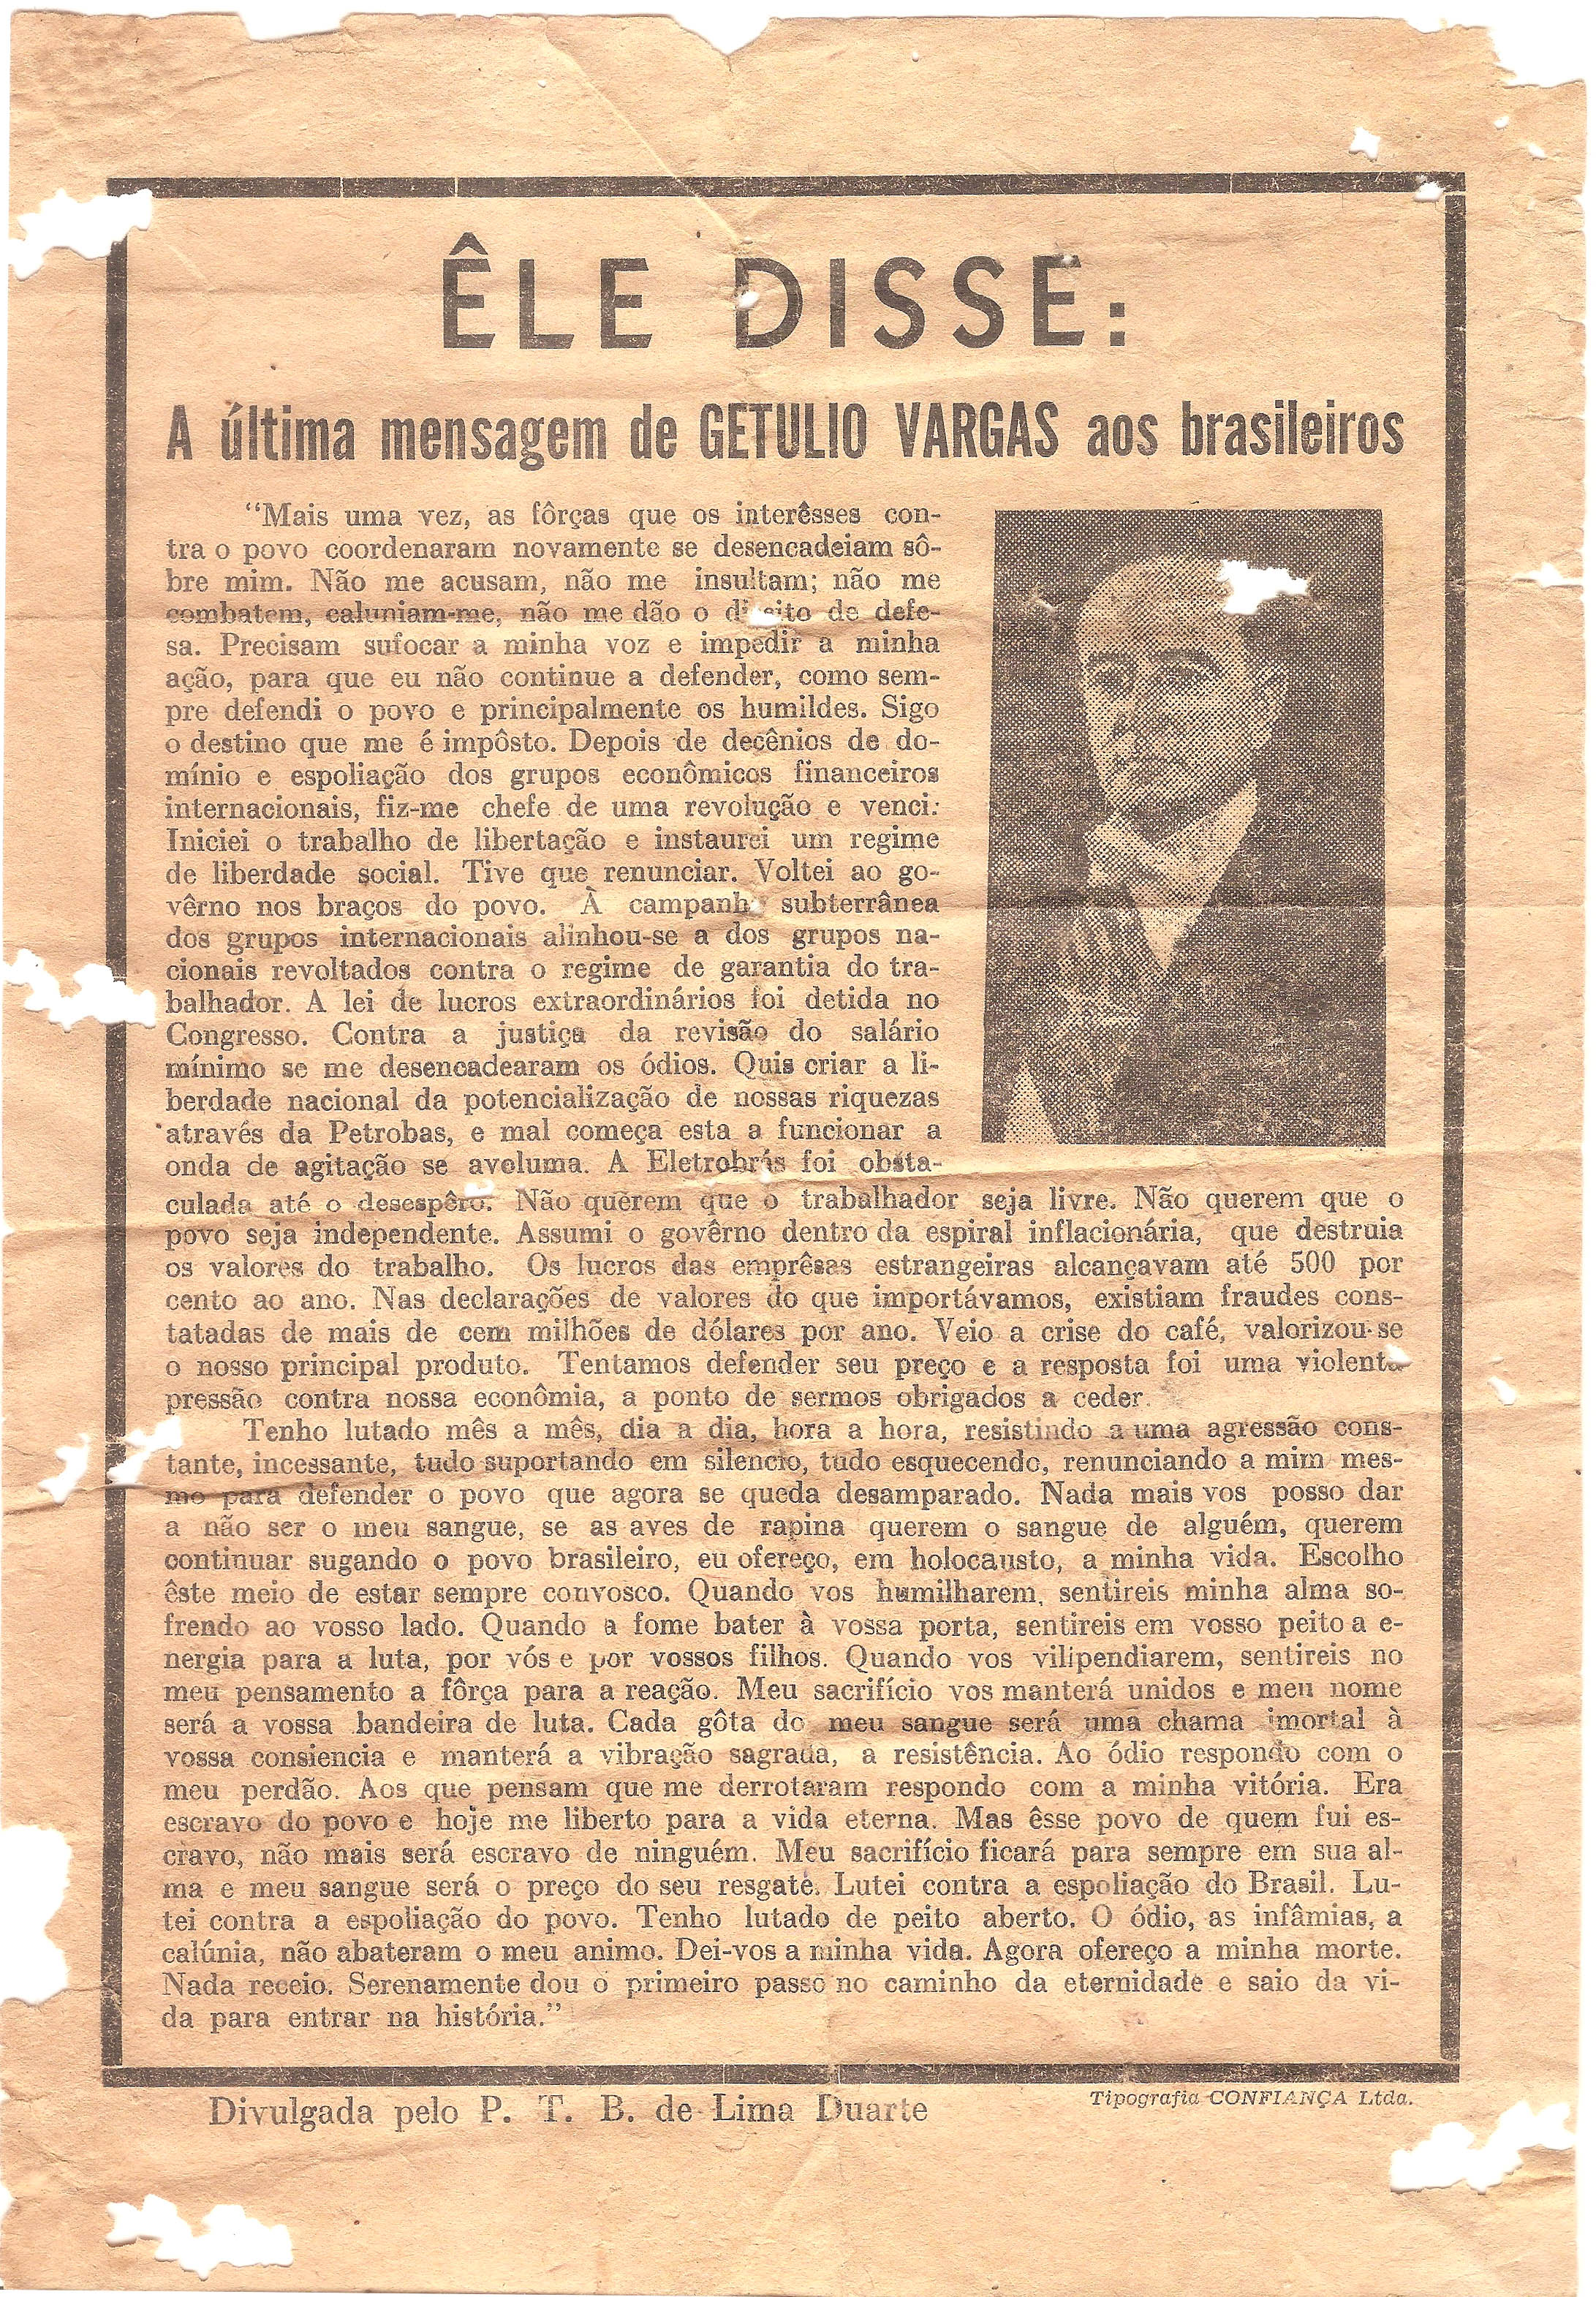 ÊLE DISSE:
A última mensagem de GETULIO VARGAS aos brasileiros
“Mais uma vez, as fôrças que os interêsses con-
tra o povo coordenaram novamente se desencadeiam sô-
bre mim. Não me acusam, não me insultam; não me
combatem, caluniam-me, não me dão o direito de defe-
sa. Precisam sufocar a minha voz e impedir a minha
ação, para que eu não continue a defender, como sem-
pre defendi o povo e principalmente os humildes. Sigo
o destino que me é impôsto. Depois de decênios de do-
mínio e espoliação dos grupos econômicos financeiros
internacionais, fiz-me chefe de uma revolução e venci.
Iniciei o trabalho de libertação e instaurei um regime
de liberdade social. Tive que renunciar. Voltei ao go-
vêrno nos braços do povo. À campanha subterrânea
dos grupos internacionais alinhou-se a dos grupos na-
cionais revoltados contra o regime de garantia do tra-
balhador. A lei de lucros extraordinários foi detida no
Congresso. Contra a justiça da revisão do salário
mínimo se me desencadearam os ódios. Quis criar a li-
berdade nacional da potencialização de nossas riquezas
através da Petrobas, e mal começa esta a funcionar a
onda de agitação se avoluma. A Eletrobrás foi obsta-
culada até o desespêro. Não querem que o trabalhador seja livre. Não querem que o
povo seja independente. Assumi o govêrno dentro da espiral inflacionária, que destruia
os valores do trabalho. Os lucros das emprêsas estrangeiras alcançavam até 500 por
cento ao ano. Nas declarações de valores do que importávamos, existiam fraudes cons-
tatadas de mais de cem milhões de dólares por ano. Veio a crise do café, valorizou-se
o nosso principal produto. Tentamos defender seu preço e a resposta foi uma violenta
pressão contra nossa econômia, a ponto de sermos obrigados a ceder.
Tenho lutado mês a mês, dia a dia, hora a hora, resistindo a uma agressão cons-
tante, incessante, tudo suportando em silencio, tudo esquecendo, renunciando a mim mes-
mo para defender o povo que agora se queda desamparado. Nada mais vos posso dar
a não ser o meu sangue, se as aves de rapina querem o sangue de alguém, querem
continuar sugando o povo brasileiro, eu ofereço, em holocausto, a minha vida. Escolho
êste meio de estar sempre convosco. Quando vos humilharem, sentireis minha alma so-
frendo ao vosso lado. Quando a fome bater à vossa porta, sentireis em vosso peito a e-
nergia para a luta, por vós e por vossos filhos. Quando vos vilipendiarem, sentireis no
meu pensamento a fôrça para a reação. Meu sacrifício vos manterá unidos e meu nome
será a vossa bandeira de luta. Cada gôta do meu sangue será uma chama imortal à
vossa consiencia e manterá a vibração sagrada, a resistência. Ao ódio respondo com o
meu perdão. Aos que pensam que me derrotaram respondo com a minha vitória. Era
escravo do povo e hoje me liberto para a vida eterna. Mas êsse povo de quem fui es-
cravo, não mais será escravo de ninguém. Meu sacrifício ficará para sempre em sua al-
ma e meu sangue será o preço do seu resgate. Lutei contra a espoliação do Brasil. Lu-
tei contra a espoliação do povo. Tenho lutado de peito aberto. O ódio, as infâmias, a
calúnia, não abateram o meu animo. Dei-vos a minha vida. Agora ofereço a minha morte.
Nada receio. Serenamente dou o primeiro passo no caminho da eternidade e saio da vi-
da para entrar na história.”
Divulgada pelo P. T. B. de Lima Duarte
Tipografia CONFIANÇA Ltda.